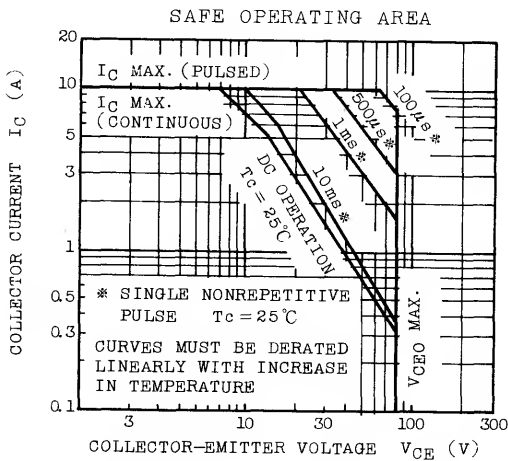 SAFE OPERATING AREA
COLLECTOR CURRENT IC (A)
20
10
5
3
1
0.5
0.3
0.1
IC MAX. (PULSED)
IC MAX.
(CONTINUOUS)
100μs*
500μs*
1ms*
10ms*
DC OPERATION
Tc=25℃
VCEO MAX.
* SINGLE NONREPETITIVE
PULSE Tc=25℃
CURVES MUST BE DERATED
LINEARLY WITH INCREASE
IN TEMPERATURE
3
10
30
100
300
COLLECTOR-EMITTER VOLTAGE VCE (V)